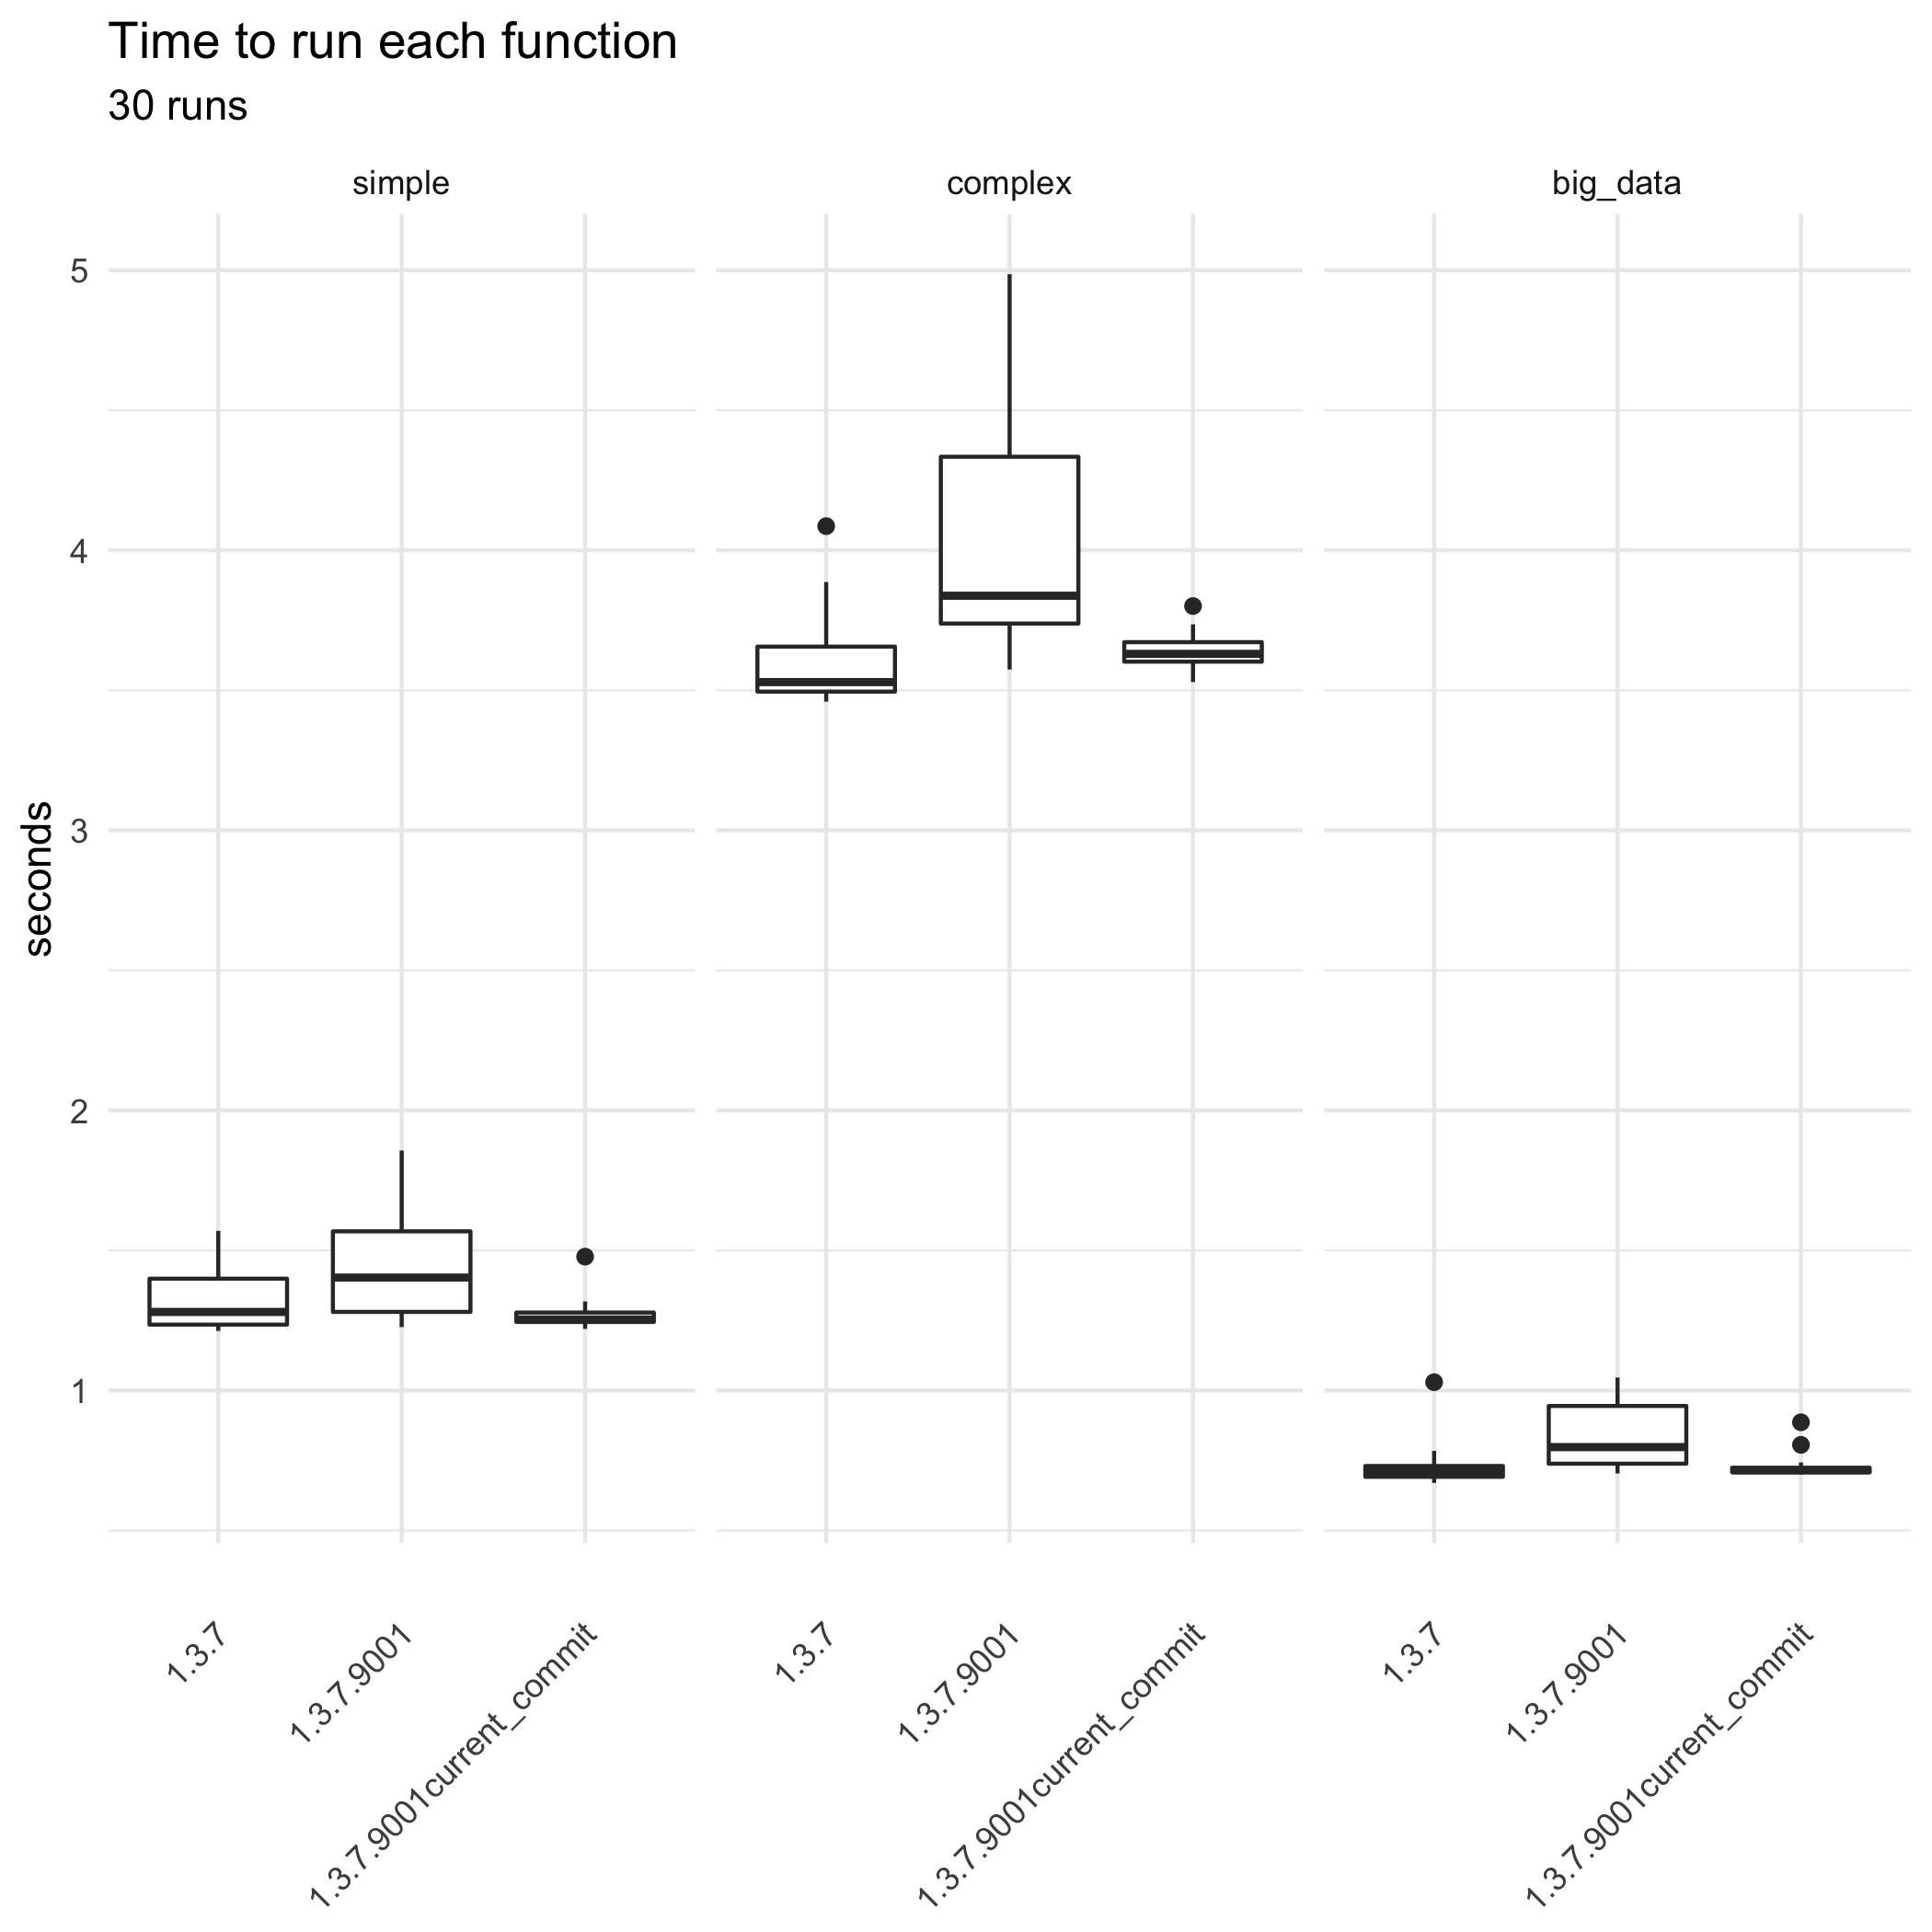 Time to run each function
30 runs
simple
complex
big_data
seconds
5
4
3
2
1
1.3.7
1.3.7.9001
1.3.7.9001current_commit
1.3.7
1.3.7.9001
1.3.7.9001current_commit
1.3.7
1.3.7.9001
1.3.7.9001current_commit